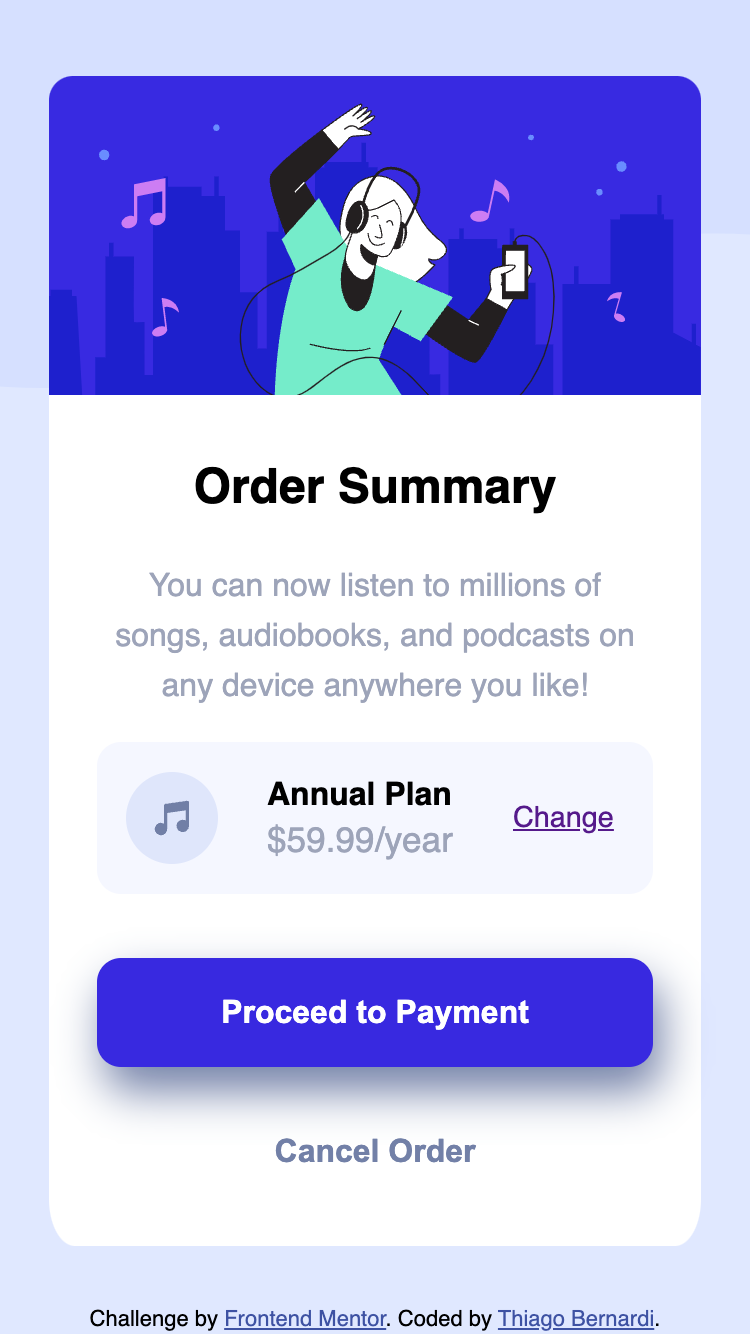 Order Summary
You can now listen to millions of
songs, audiobooks, and podcasts on
any device anywhere you like!
Annual Plan
$59.99/year
Change
Proceed to Payment
Cancel Order
Challenge by Frontend Mentor. Coded by Thiago Bernardi.